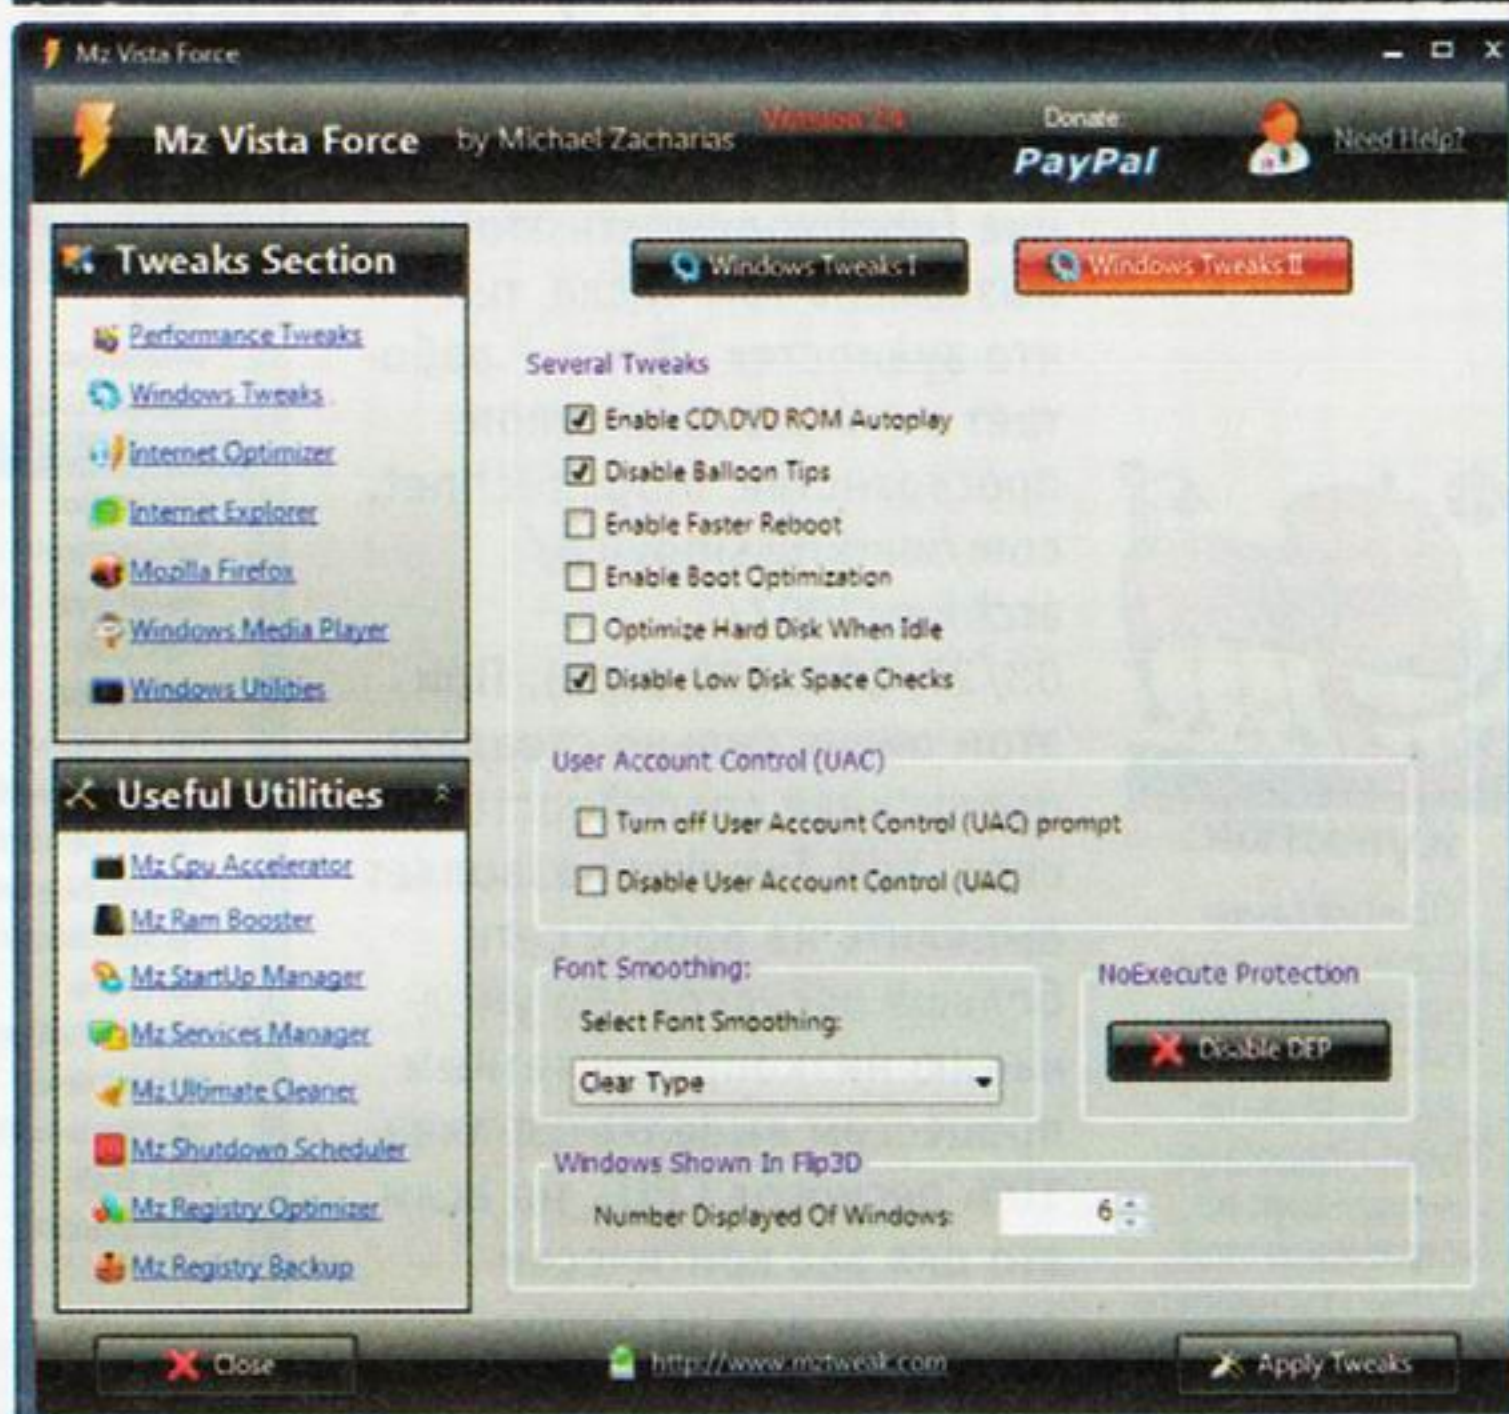 Mz Vista Force
Mz Vista Force by Michael Zacharias
Donate:
PayPal
Need Help?
Tweaks Section
Performance Tweaks
Windows Tweaks
Internet Optimizer
Internet Explorer
Mozilla Firefox
Windows Media Player
Windows Utilities
Useful Utilities
Mz Cpu Accelerator
Mz Ram Booster
Mz StartUp Manager
Mz Services Manager
Mz Ultimate Cleaner
Mz Shutdown Scheduler
Mz Registry Optimizer
Mz Registry Backup
Windows Tweaks I
Windows Tweaks II
Several Tweaks
Enable CD\DVD ROM Autoplay
Disable Balloon Tips
Enable Faster Reboot
Enable Boot Optimization
Optimize Hard Disk When Idle
Disable Low Disk Space Checks
User Account Control (UAC)
Turn off User Account Control (UAC) prompt
Disable User Account Control (UAC)
Font Smoothing:
Select Font Smoothing:
Clear Type
NoExecute Protection
Disable DEP
Windows Shown In Flip3D
Number Displayed Of Windows: 6
Close
http://www.mztweak.com
Apply Tweaks